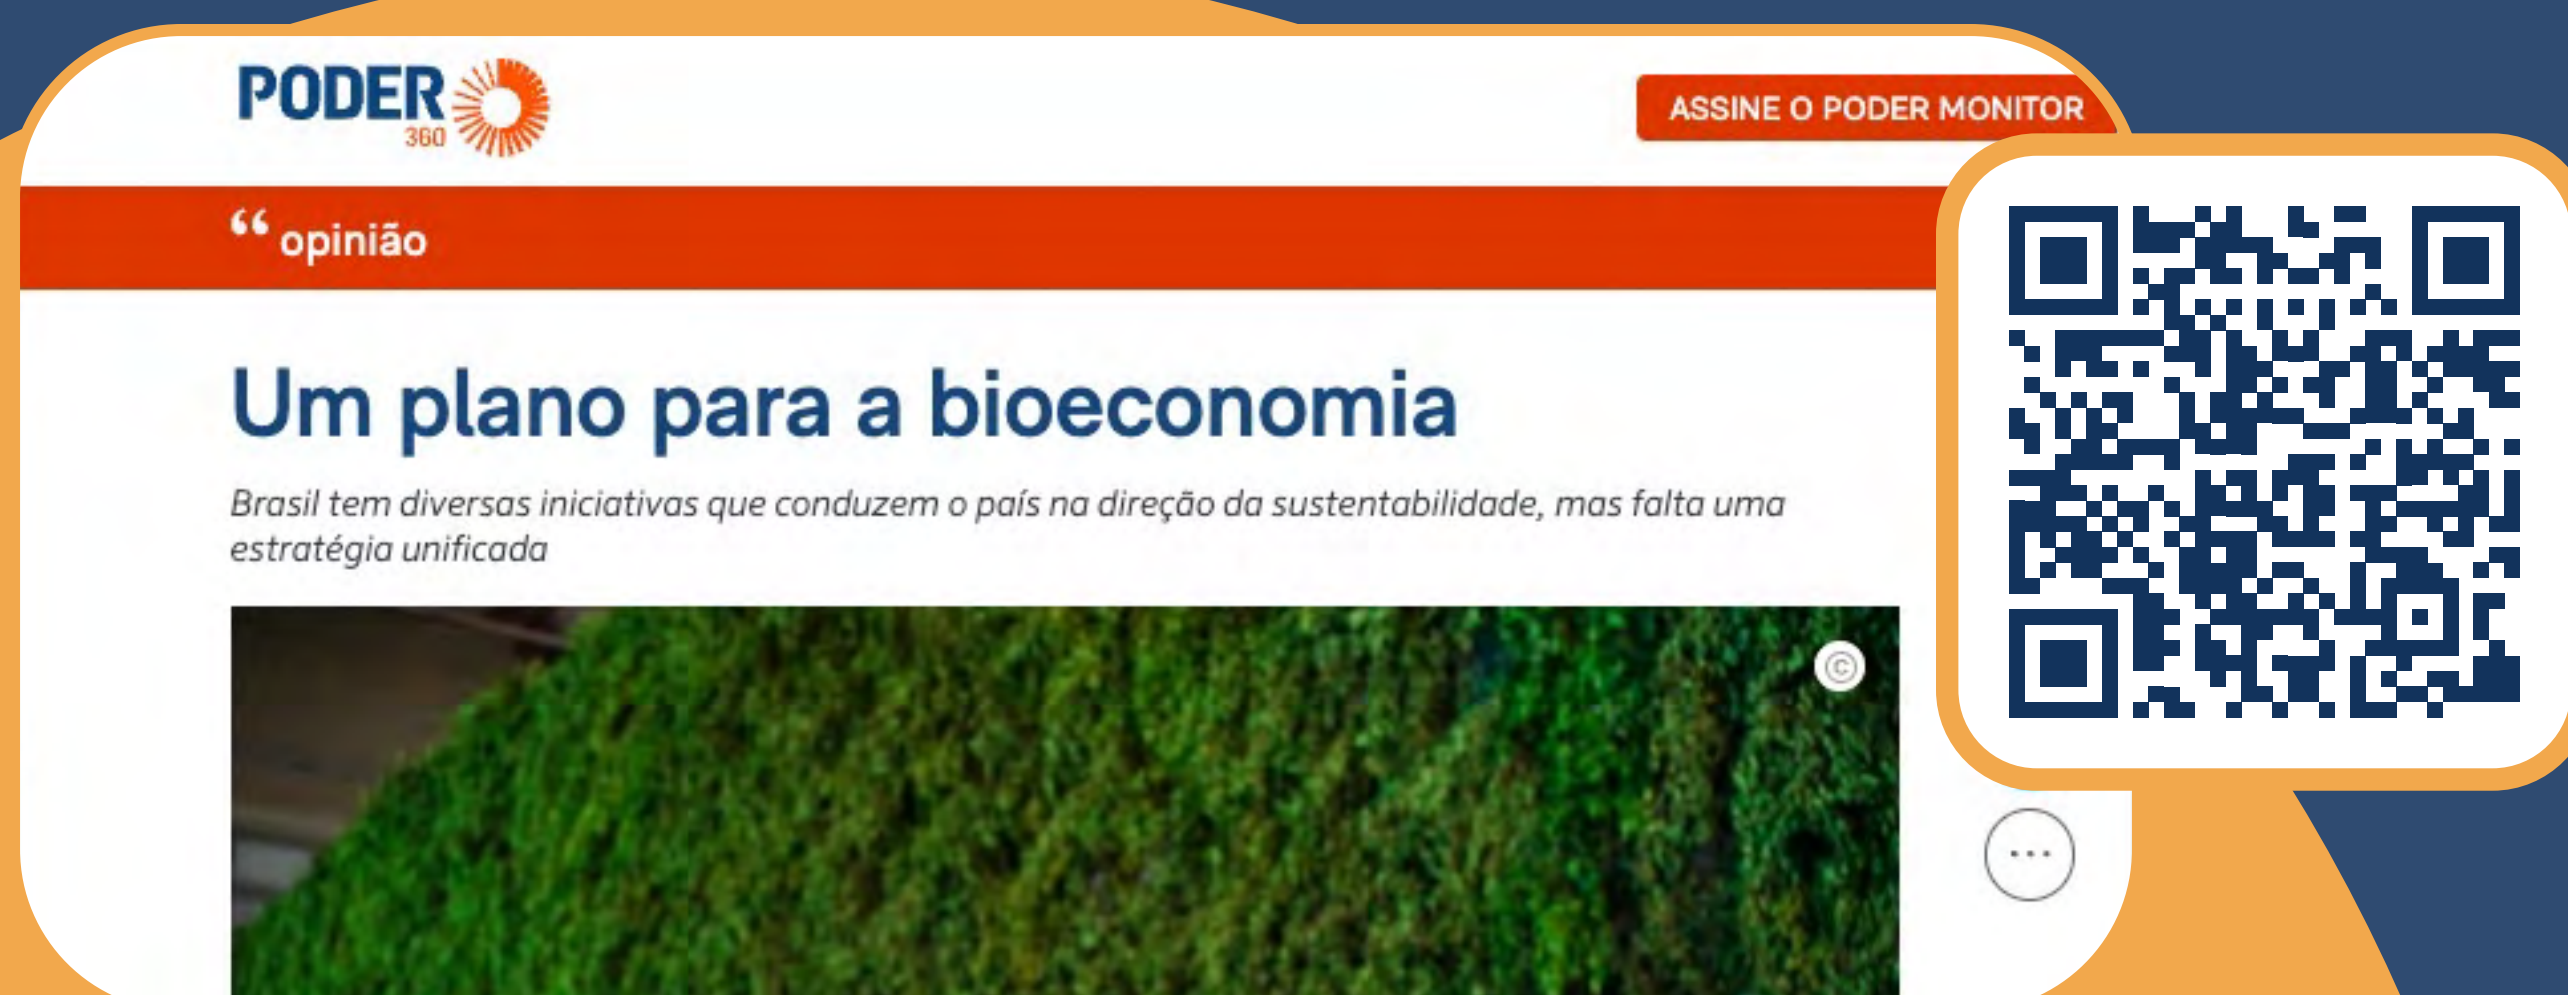 PODER
360
ASSINE O PODER MONITOR
“ opinião
Um plano para a bioeconomia
Brasil tem diversas iniciativas que conduzem o país na direção da sustentabilidade, mas falta uma
estratégia unificada
©